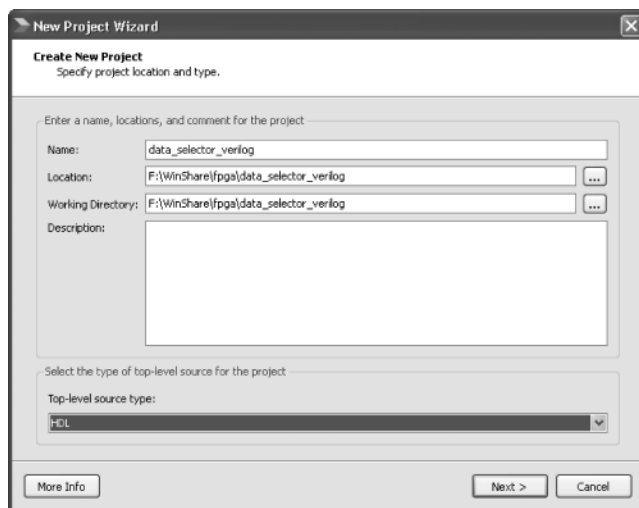 New Project Wizard
Create New Project
Specify project location and type.
Enter a name, locations, and comment for the project
Name: data_selector_verilog
Location: F:\WinShare\fpga\data_selector_verilog ...
Working Directory: F:\WinShare\fpga\data_selector_verilog ...
Description:
Select the type of top-level source for the project
Top-level source type:
HDL
More Info Next > Cancel